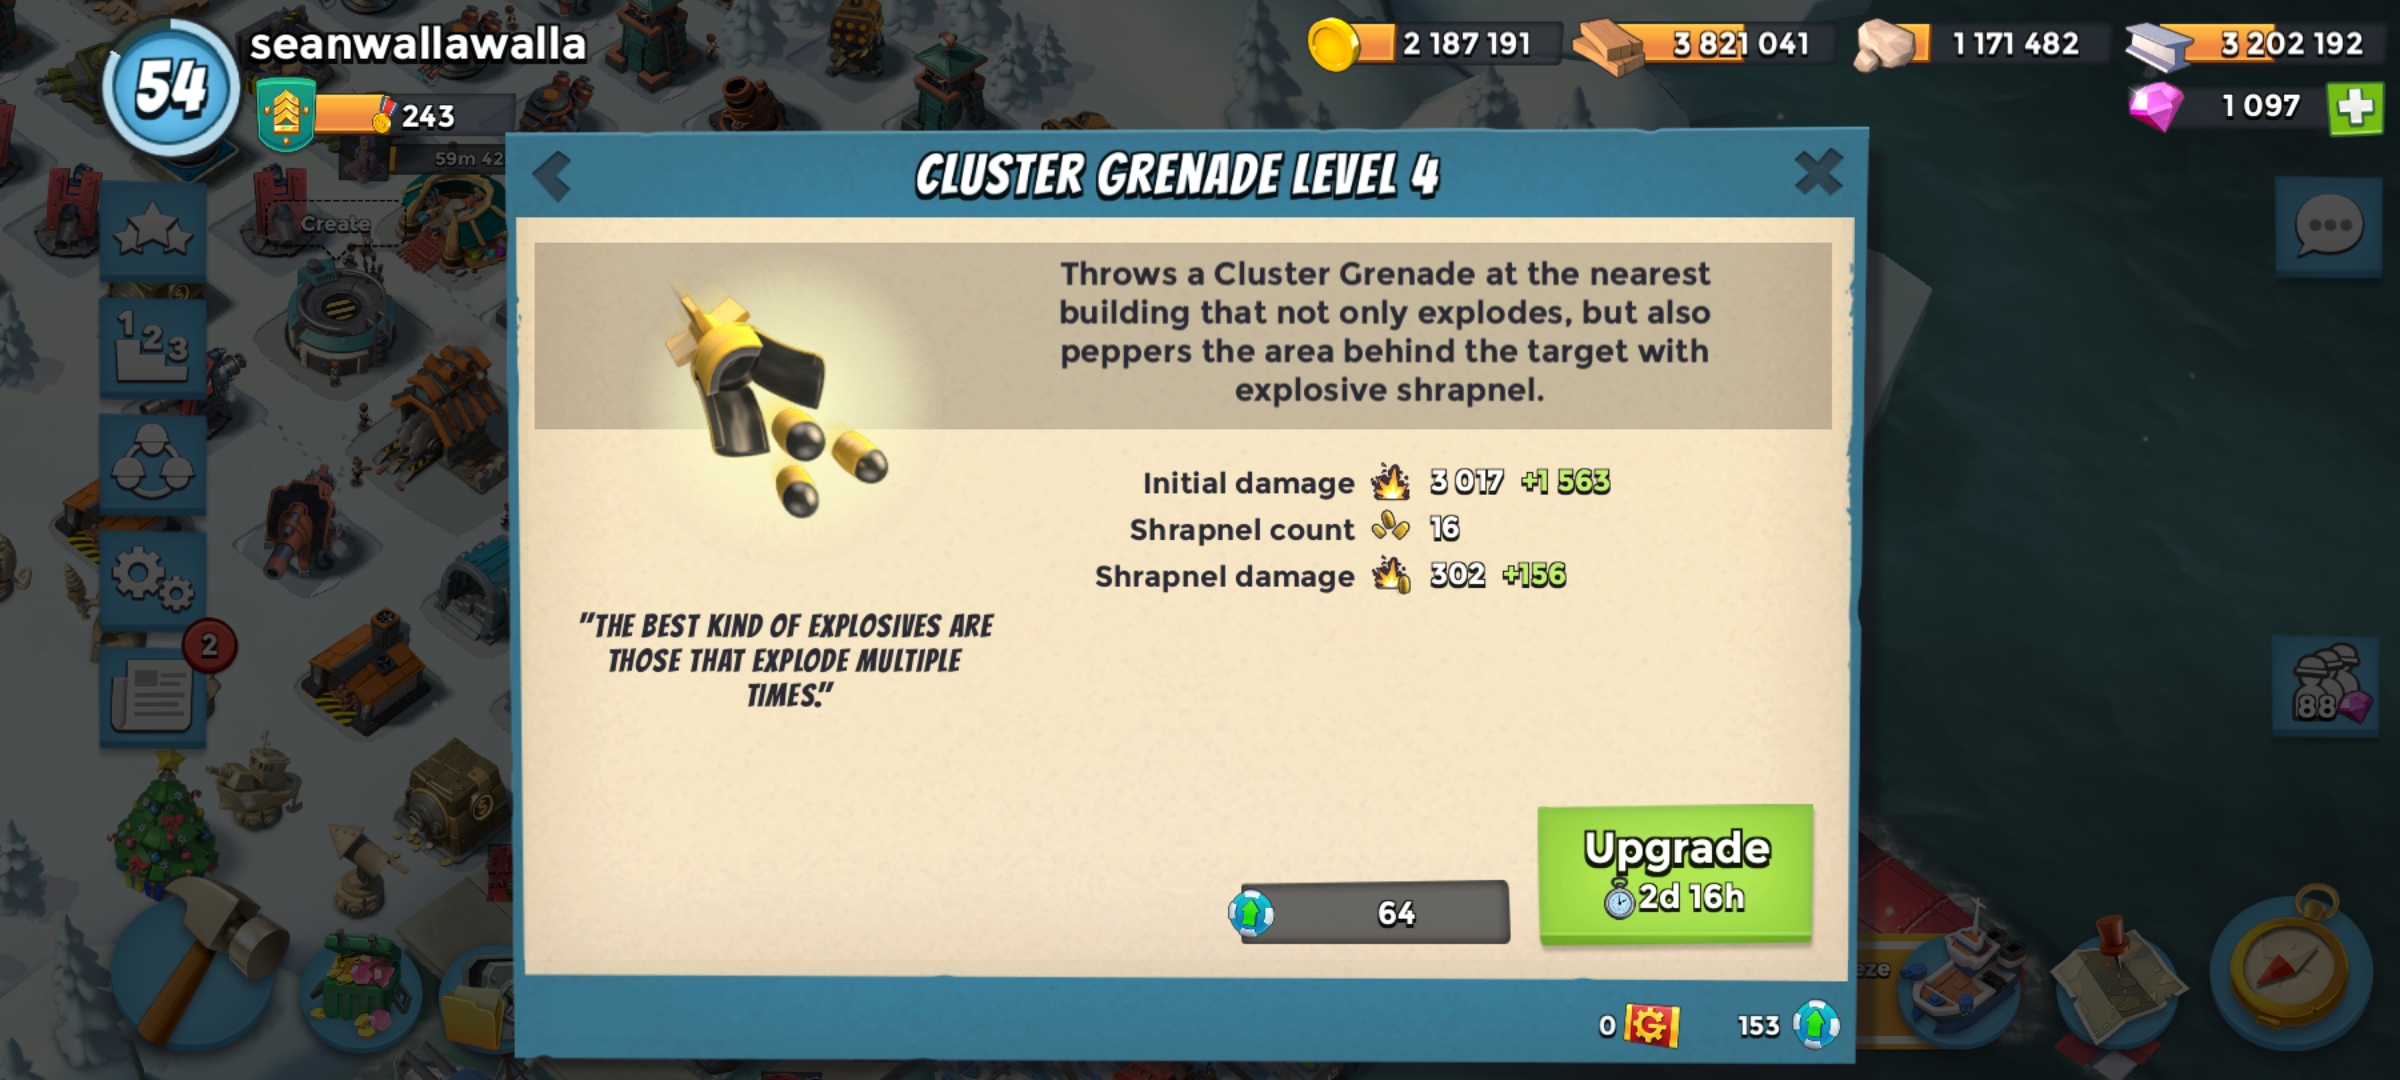 54
seanwallawalla
243
2 187 191
3 821 041
1 171 482
3 202 192
1 097
59m 42
Create
1 2 3
2
88
CLUSTER GRENADE LEVEL 4
Throws a Cluster Grenade at the nearest
building that not only explodes, but also
peppers the area behind the target with
explosive shrapnel.
Initial damage 3 017 +1 563
Shrapnel count 16
Shrapnel damage 302 +156
"THE BEST KIND OF EXPLOSIVES ARE
THOSE THAT EXPLODE MULTIPLE
TIMES."
64
Upgrade
2d 16h
eze
0 G 153